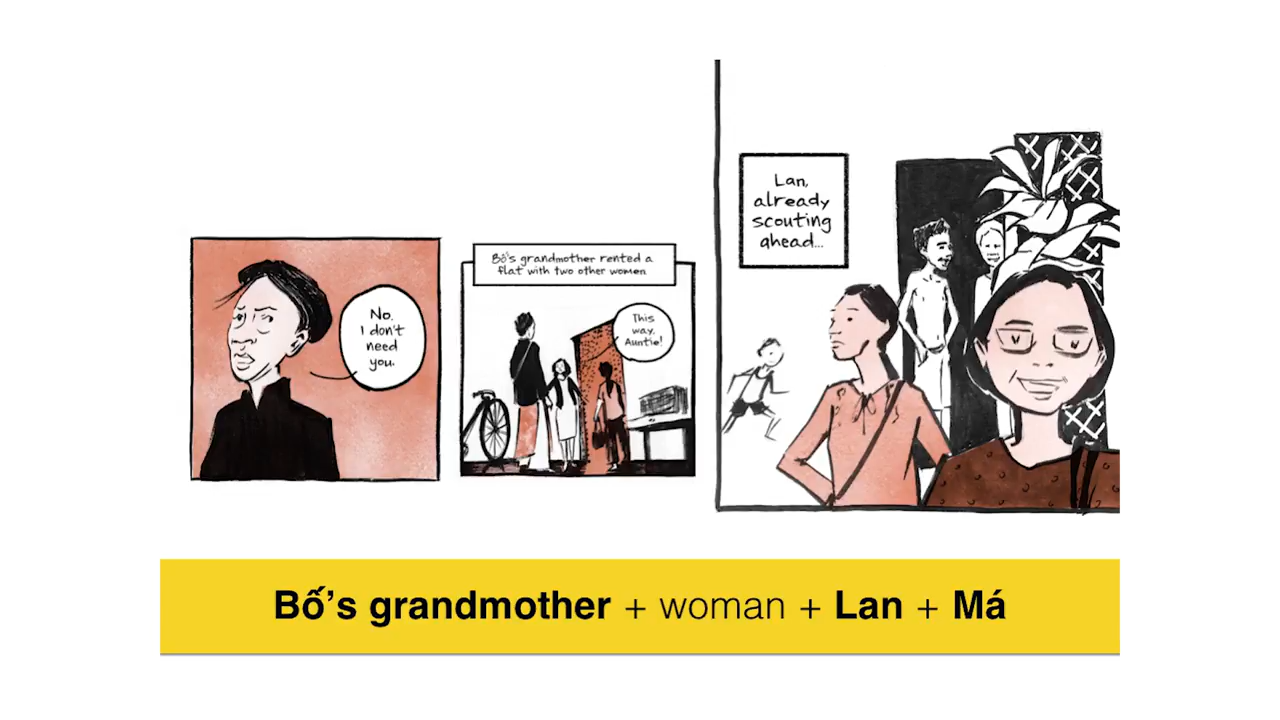 No.
I don't
need
you.
Bố's grandmother rented a
flat with two other women
This
way,
Auntie!
Lan,
already
scouting
ahead...
Bố’s grandmother + woman + Lan + Má